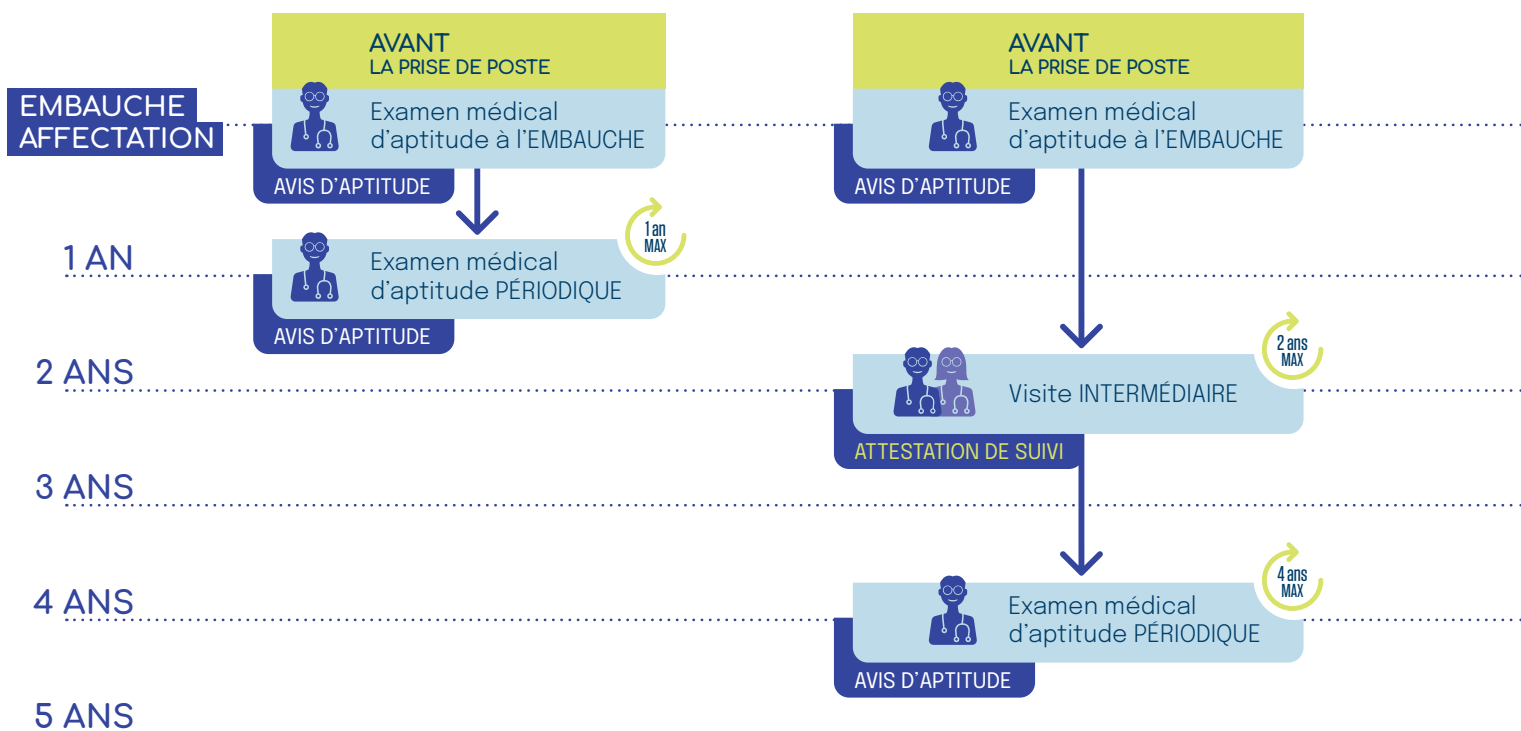 AVANT
LA PRISE DE POSTE
AVANT
LA PRISE DE POSTE
EMBAUCHE
AFFECTATION
Examen médical
d'aptitude à l'EMBAUCHE
AVIS D'APTITUDE
Examen médical
d'aptitude à l'EMBAUCHE
AVIS D'APTITUDE
1 AN
Examen médical
d'aptitude PÉRIODIQUE
1 an
MAX
AVIS D'APTITUDE
2 ANS
Visite INTERMÉDIAIRE
2 ans
MAX
ATTESTATION DE SUIVI
3 ANS
4 ANS
Examen médical
d'aptitude PÉRIODIQUE
4 ans
MAX
AVIS D'APTITUDE
5 ANS